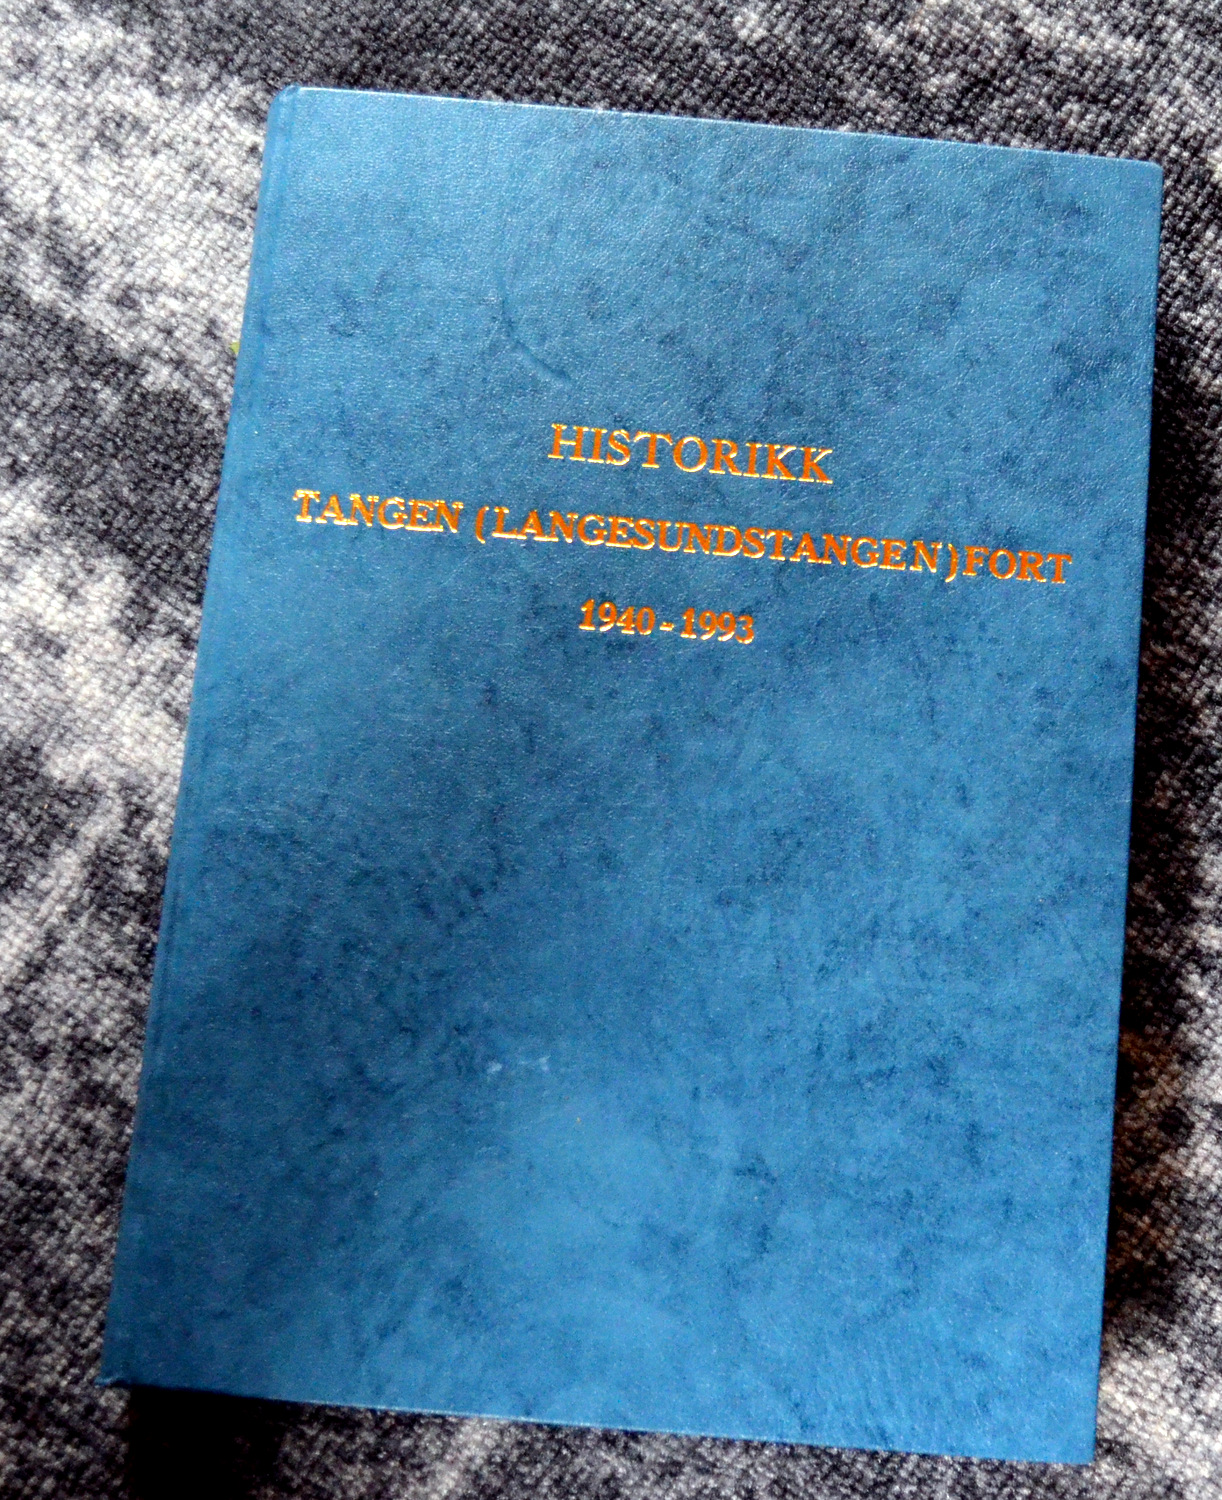 HISTORIKK
TANGEN (LANGESUNDSTANGEN) FORT
1940-1993